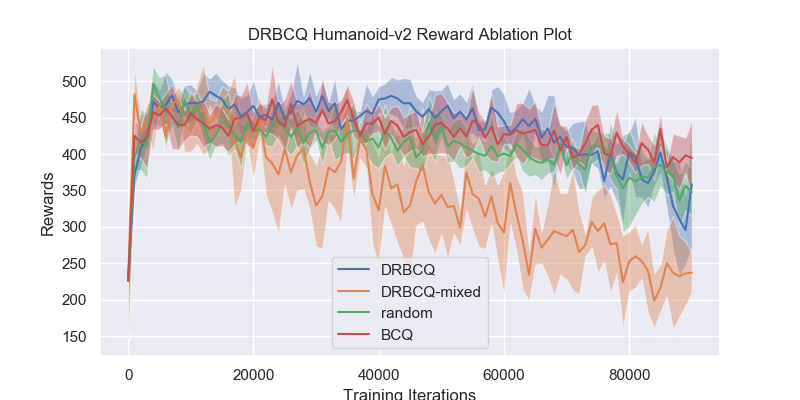 DRBCQ Humanoid-v2 Reward Ablation Plot
500
450
400
350
300
250
200
150
Rewards
DRBCQ
DRBCQ-mixed
random
BCQ
0
20000
40000
60000
80000
Training Iterations